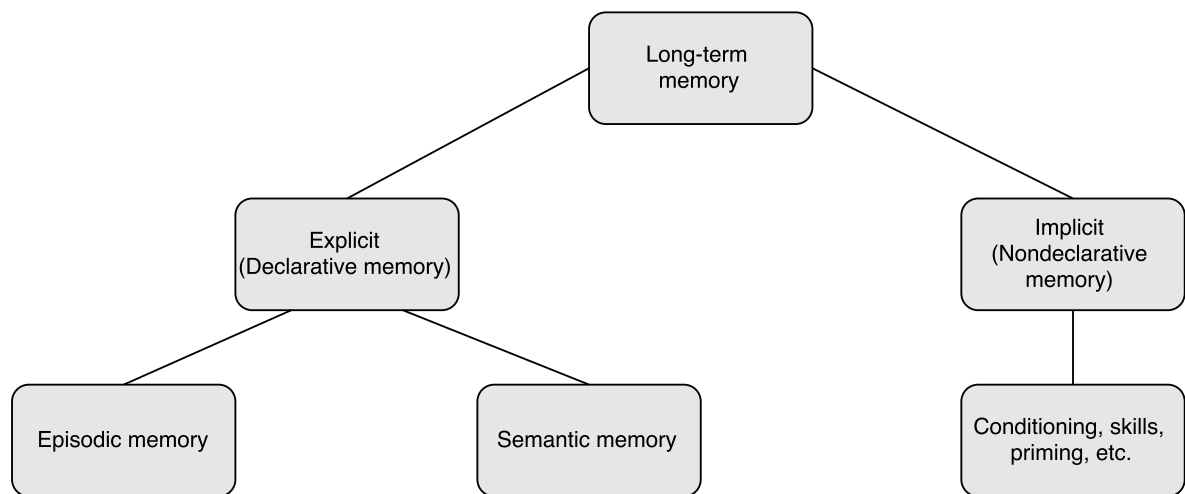 Long-term
memory
Explicit
(Declarative memory)
Implicit
(Nondeclarative
memory)
Episodic memory
Semantic memory
Conditioning, skills,
priming, etc.